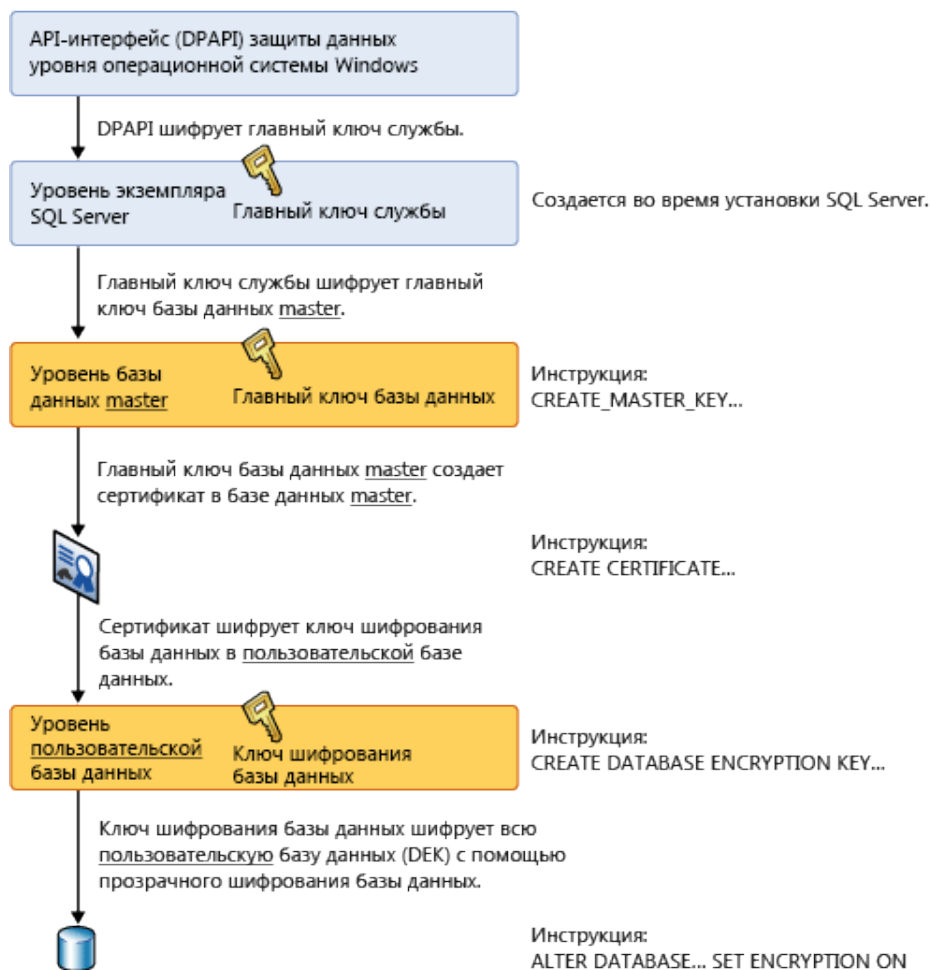 API-интерфейс (DPAPI) защиты данных
уровня операционной системы Windows
DPAPI шифрует главный ключ службы.
Уровень экземпляра
SQL Server
Главный ключ службы
Создается во время установки SQL Server.
Главный ключ службы шифрует главный
ключ базы данных master.
Уровень базы
данных master
Главный ключ базы данных
Инструкция:
CREATE_MASTER_KEY...
Главный ключ базы данных master создает
сертификат в базе данных master.
Инструкция:
CREATE CERTIFICATE...
Сертификат шифрует ключ шифрования
базы данных в пользовательской базе
данных.
Уровень
пользовательской
базы данных
Ключ шифрования
базы данных
Инструкция:
CREATE DATABASE ENCRYPTION KEY...
Ключ шифрования базы данных шифрует всю
пользовательскую базу данных (DEK) с помощью
прозрачного шифрования базы данных.
Инструкция:
ALTER DATABASE... SET ENCRYPTION ON